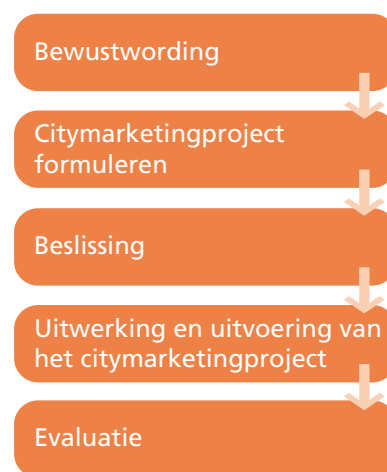 Bewustwording
Citymarketingproject
formuleren
Beslissing
Uitwerking en uitvoering van
het citymarketingproject
Evaluatie